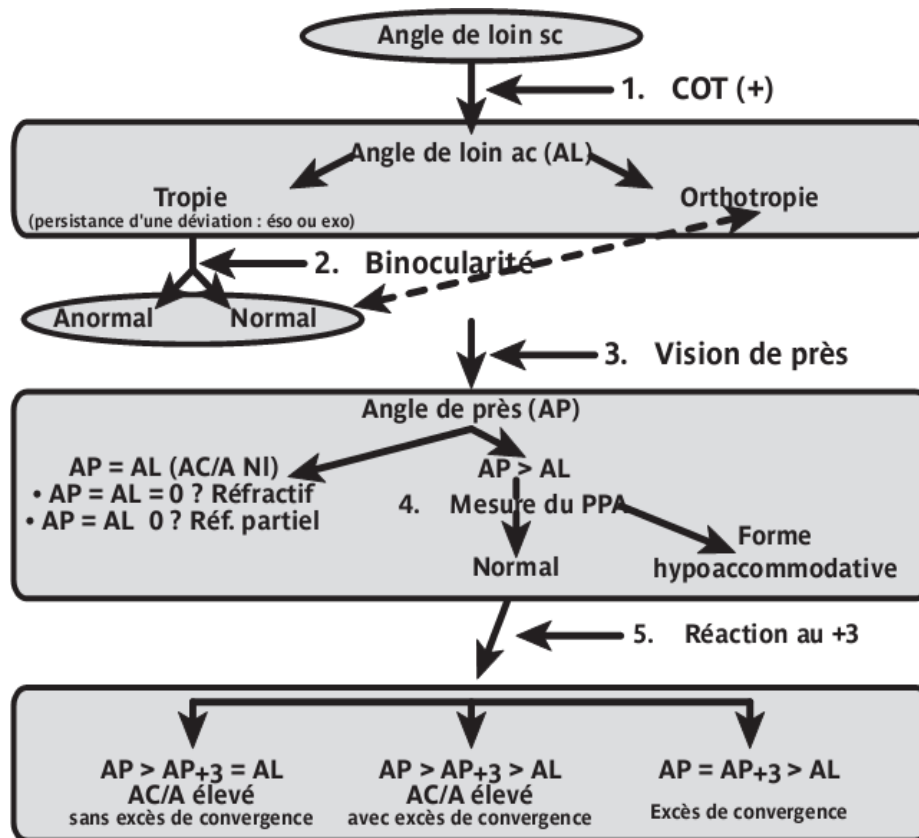 Angle de loin sc
1. COT (+)
Angle de loin ac (AL)
Tropie
(persistance d'une déviation : éso ou exo)
Orthotropie
2. Binocularité
Anormal Normal
3. Vision de près
Angle de près (AP)
AP = AL (AC/A Nl)
• AP = AL = 0 ? Réfractif
• AP = AL 0 ? Réf. partiel
AP > AL
4. Mesure du PPA
Normal
Forme
hypoaccommodative
5. Réaction au +3
AP > AP+3 = AL
AC/A élevé
sans excès de convergence
AP > AP+3 > AL
AC/A élevé
avec excès de convergence
AP = AP+3 > AL
Excès de convergence